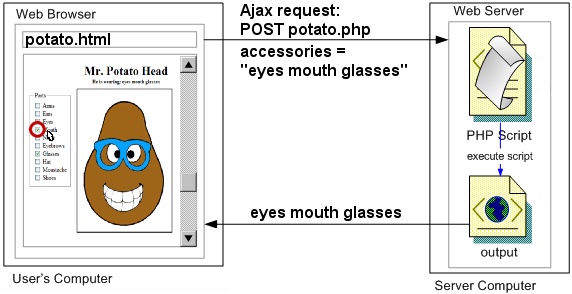 Web Browser
potato.html
Mr. Potato Head
He is wearing: eyes mouth glasses
Parts
Arms
Ears
Eyes
Eyebrows
Glasses
Hat
Moustache
Shoes
User's Computer
Ajax request:
POST potato.php
accessories =
"eyes mouth glasses"
eyes mouth glasses
Web Server
PHP Script
execute script
output
Server Computer